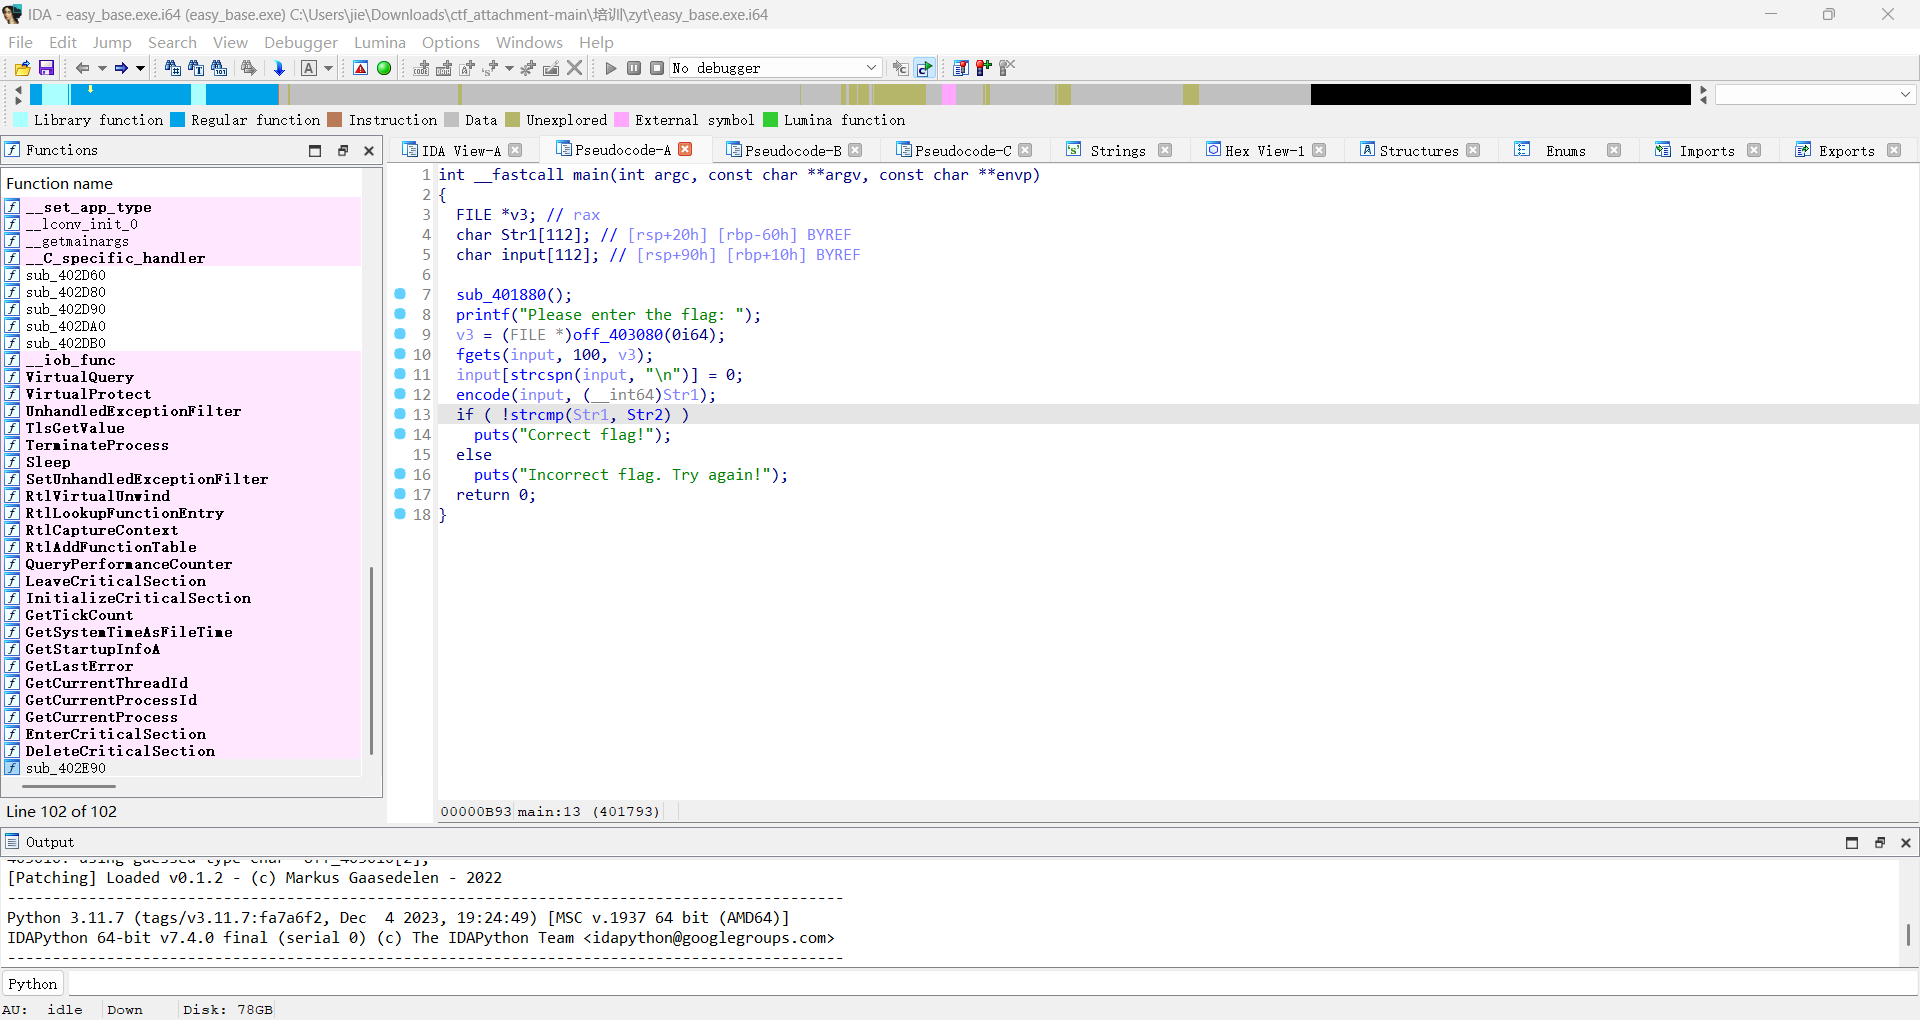 IDA - easy_base.exe.i64 (easy_base.exe) C:\Users\jie\Downloads\ctf_attachment-main\培训\zyt\easy_base.exe.i64
File Edit Jump Search View Debugger Lumina Options Windows Help
No debugger
Library function Regular function Instruction Data Unexplored External symbol Lumina function
Functions
IDA View-A Pseudocode-A Pseudocode-B Pseudocode-C Strings Hex View-1 Structures Enums Imports Exports
Function name
__set_app_type
__lconv_init_0
__getmainargs
__C_specific_handler
sub_402D60
sub_402D80
sub_402D90
sub_402DA0
sub_402DB0
__iob_func
VirtualQuery
VirtualProtect
UnhandledExceptionFilter
TlsGetValue
TerminateProcess
Sleep
SetUnhandledExceptionFilter
RtlVirtualUnwind
RtlLookupFunctionEntry
RtlCaptureContext
RtlAddFunctionTable
QueryPerformanceCounter
LeaveCriticalSection
InitializeCriticalSection
GetTickCount
GetSystemTimeAsFileTime
GetStartupInfoA
GetLastError
GetCurrentThreadId
GetCurrentProcessId
GetCurrentProcess
EnterCriticalSection
DeleteCriticalSection
sub_402E90
Line 102 of 102
1 int __fastcall main(int argc, const char **argv, const char **envp)
2 {
3 FILE *v3; // rax
4 char Str1[112]; // [rsp+20h] [rbp-60h] BYREF
5 char input[112]; // [rsp+90h] [rbp+10h] BYREF
6
7 sub_401880();
8 printf("Please enter the flag: ");
9 v3 = (FILE *)off_403080(0i64);
10 fgets(input, 100, v3);
11 input[strcspn(input, "\n")] = 0;
12 encode(input, (__int64)Str1);
13 if ( !strcmp(Str1, Str2) )
14 puts("Correct flag!");
15 else
16 puts("Incorrect flag. Try again!");
17 return 0;
18 }
00000B93 main:13 (401793)
Output
[Patching] Loaded v0.1.2 - (c) Markus Gaasedelen - 2022
---------------------------------------------------------------------------------------------
Python 3.11.7 (tags/v3.11.7:fa7a6f2, Dec  4 2023, 19:24:49) [MSC v.1937 64 bit (AMD64)]
IDAPython 64-bit v7.4.0 final (serial 0) (c) The IDAPython Team <idapython@googlegroups.com>
---------------------------------------------------------------------------------------------
Python
AU: idle Down Disk: 78GB